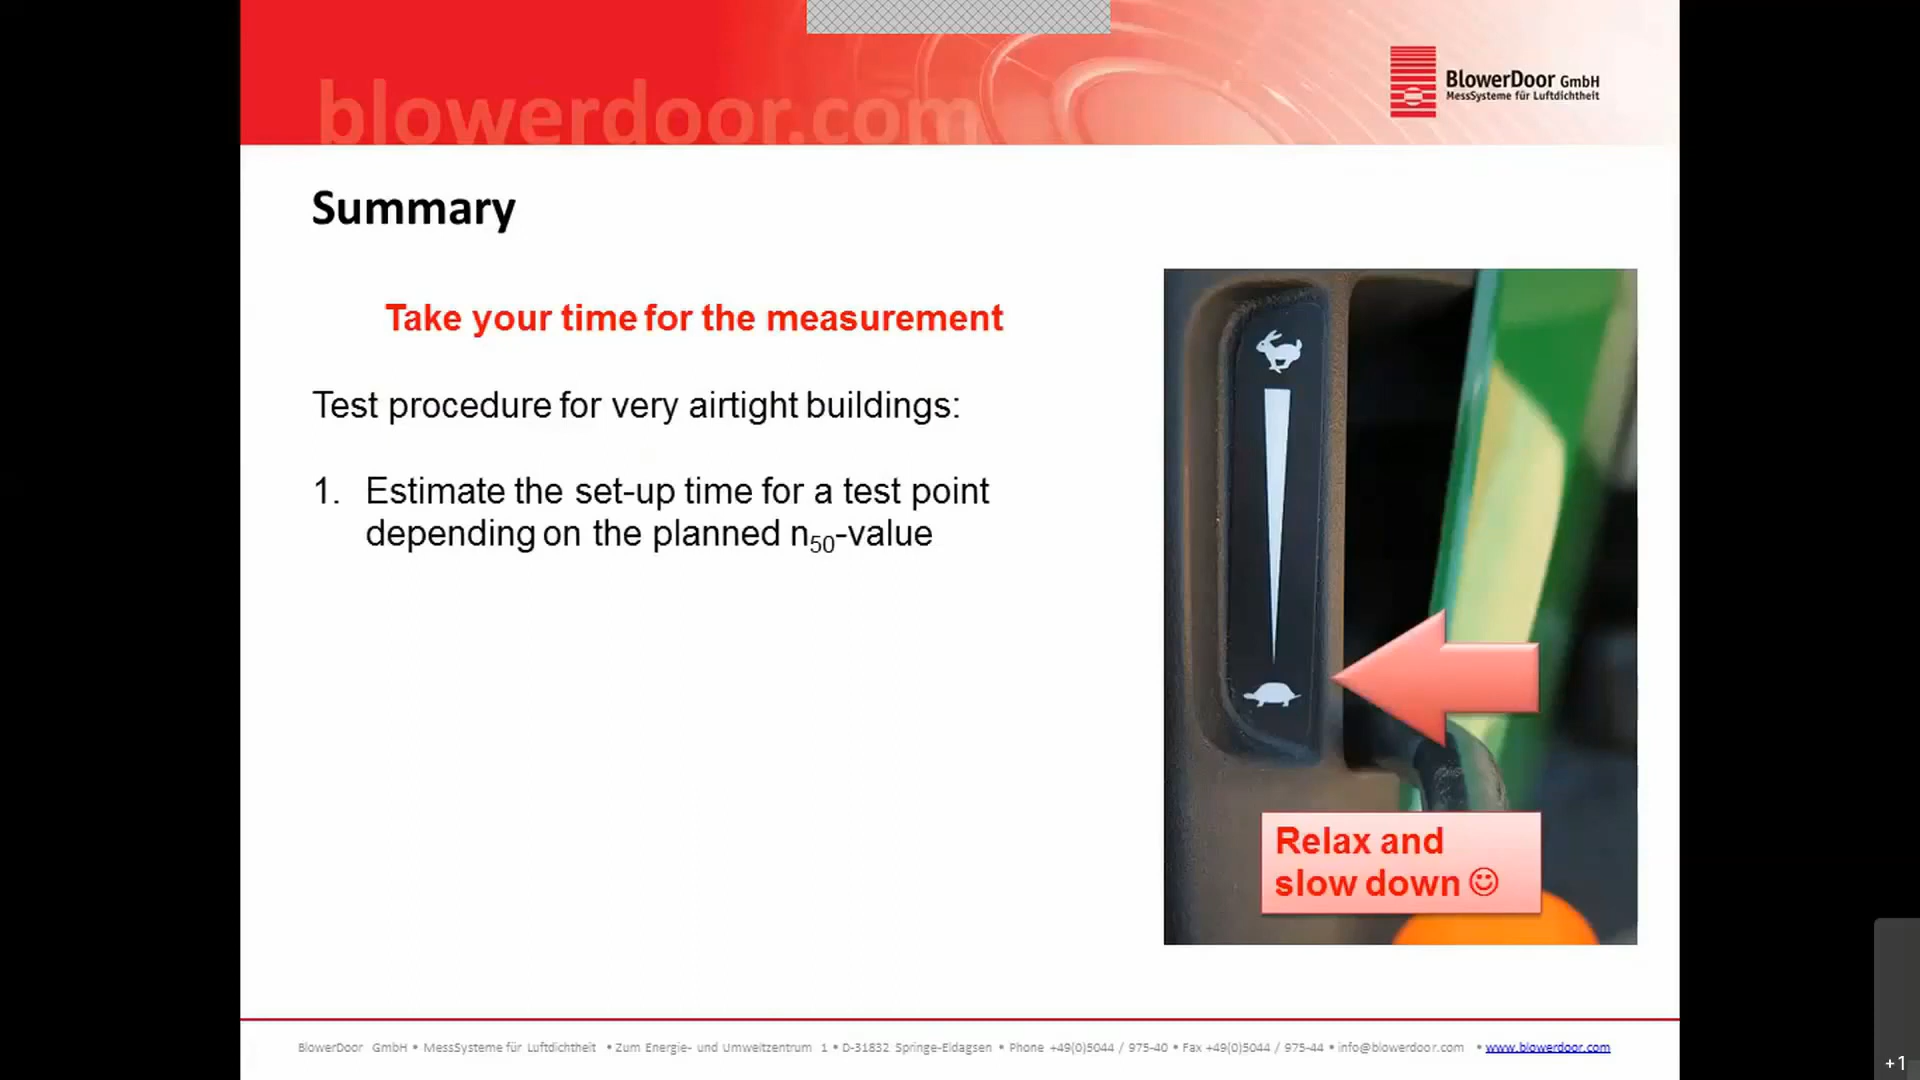 blowerdoor.com
BlowerDoor GmbH
MessSysteme für Luftdichtheit
Summary
Take your time for the measurement
Test procedure for very airtight buildings:
1. Estimate the set-up time for a test point
depending on the planned n50-value
Relax and
slow down ☺
BlowerDoor GmbH • MessSysteme für Luftdichtheit • Zum Energie- und Umweltzentrum 1 • D-31832 Springe-Eldagsen • Phone +49(0)5044 / 975-40 • Fax +49(0)5044 / 975-44 • info@blowerdoor.com • www.blowerdoor.com
+1